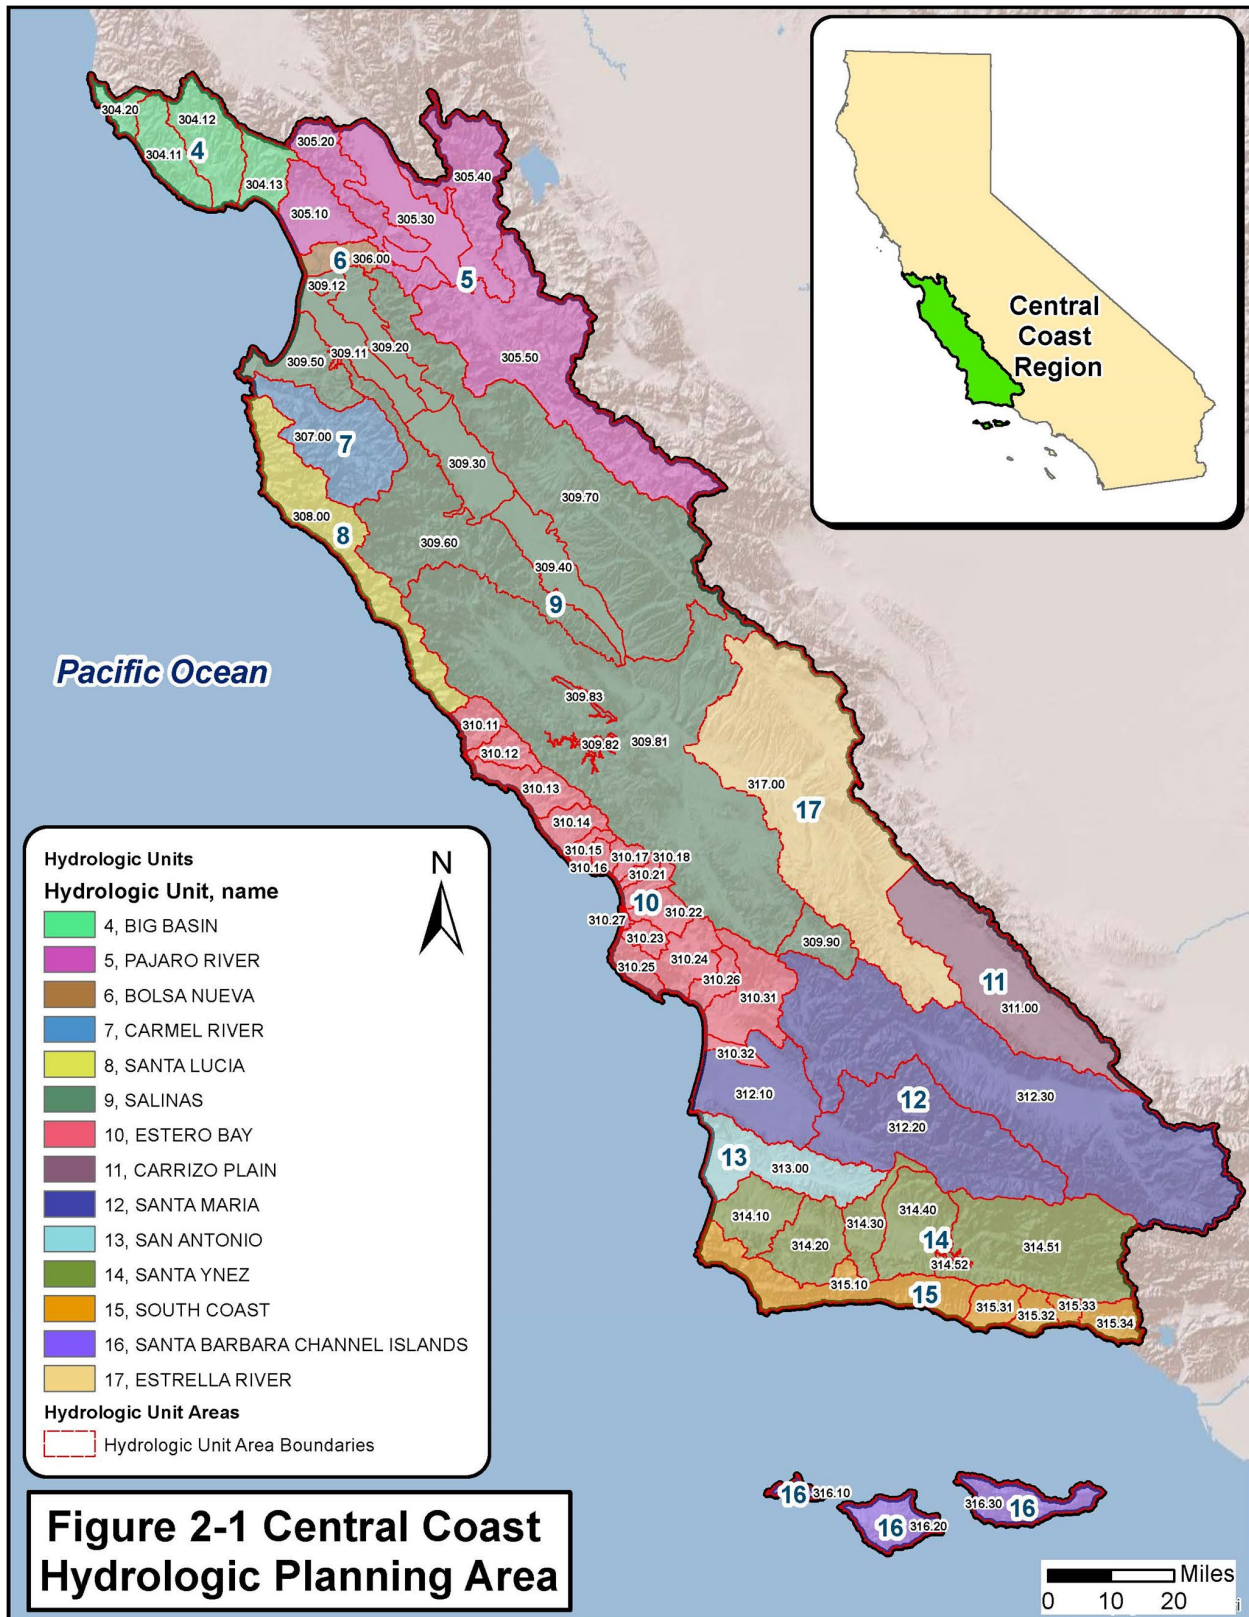 Central
Coast
Region
304.20
304.12
304.11
4
304.13
305.20
305.40
305.10
305.30
6
306.00
5
309.12
309.11
309.20
309.50
305.50
307.00
7
309.30
309.70
308.00
8
309.60
309.40
9
Pacific Ocean
309.83
310.11
309.82
309.81
310.12
310.13
317.00
17
310.14
310.15
310.17
310.18
310.16
310.21
10
310.22
310.27
310.23
309.90
310.24
310.25
310.26
310.31
11
311.00
310.32
312.10
12
312.30
312.20
13
313.00
314.10
314.40
314.30
314.20
14
314.51
314.52
315.10
15
315.31
315.33
315.32
315.34
Hydrologic Units
N
Hydrologic Unit, name
4, BIG BASIN
5, PAJARO RIVER
6, BOLSA NUEVA
7, CARMEL RIVER
8, SANTA LUCIA
9, SALINAS
10, ESTERO BAY
11, CARRIZO PLAIN
12, SANTA MARIA
13, SAN ANTONIO
14, SANTA YNEZ
15, SOUTH COAST
16, SANTA BARBARA CHANNEL ISLANDS
17, ESTRELLA RIVER
Hydrologic Unit Areas
Hydrologic Unit Area Boundaries
16
316.10
316.30
16
16
316.20
Figure 2-1 Central Coast
Hydrologic Planning Area
Miles
0 10 20